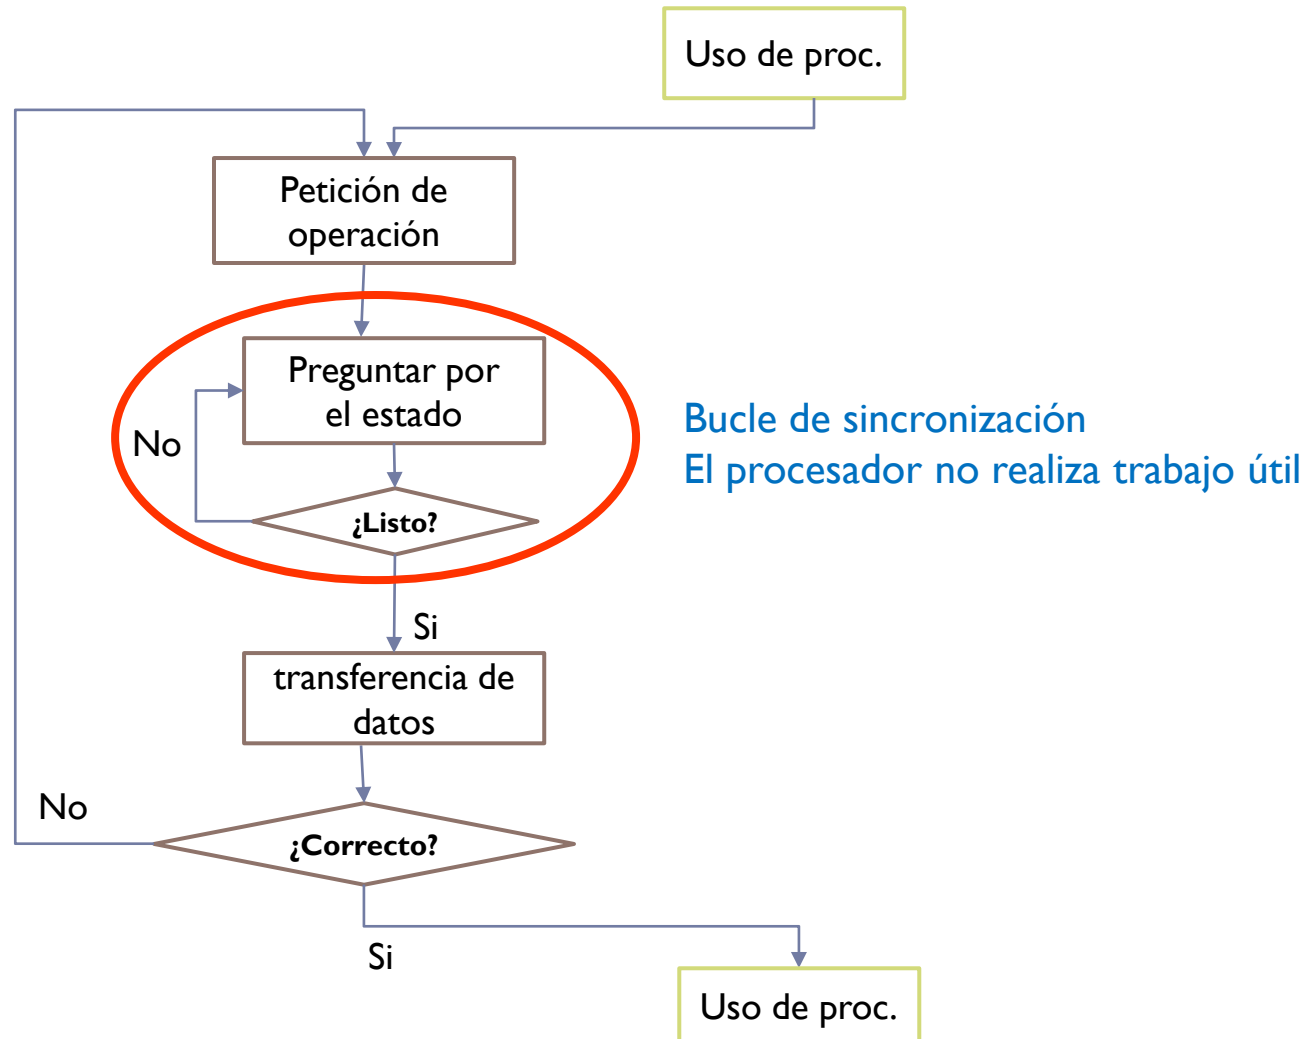 Uso de proc.
Petición de
operación
Preguntar por
el estado
No
¿Listo?
Bucle de sincronización
El procesador no realiza trabajo útil
Si
transferencia de
datos
No
¿Correcto?
Si
Uso de proc.